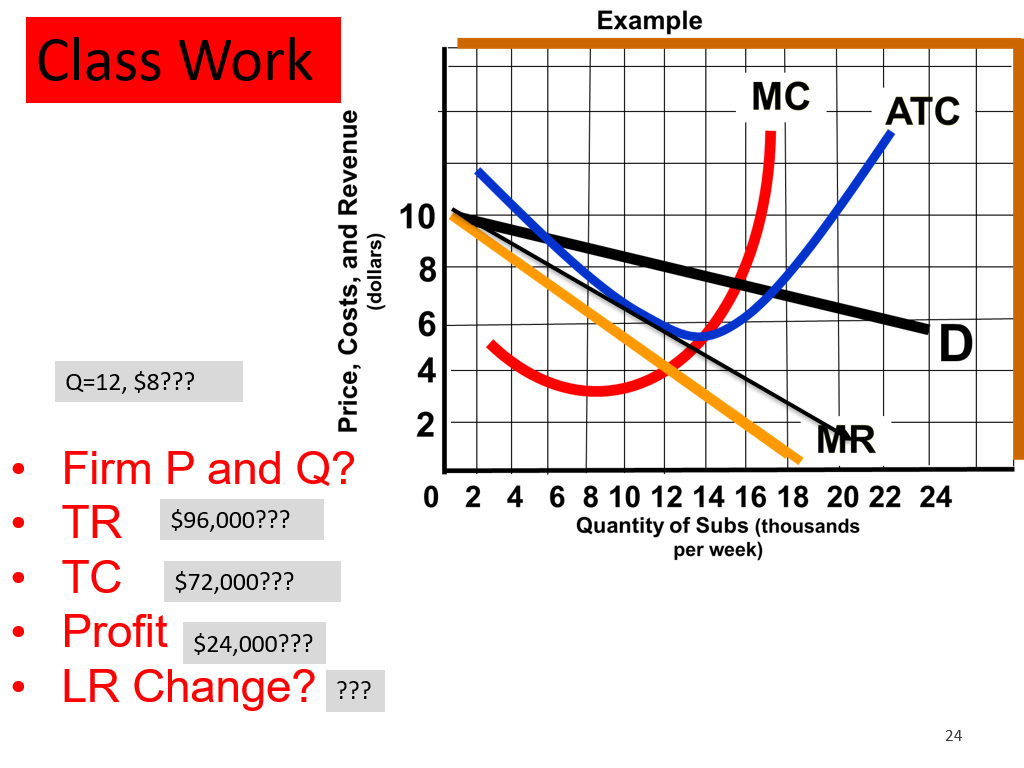 Class Work
Example
MC
ATC
Price, Costs, and Revenue
(dollars)
10
8
6
4
2
D
MR
0 2 4 6 8 10 12 14 16 18 20 22 24
Quantity of Subs (thousands
per week)
Q=12, $8???
• Firm P and Q?
• TR $96,000???
• TC $72,000???
• Profit $24,000???
• LR Change? ???
24